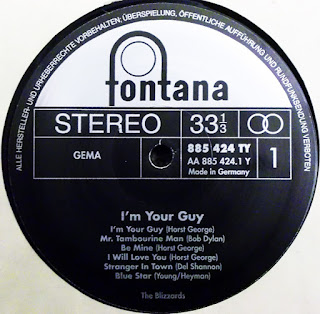 ALLE HERSTELLER- UND URHEBERRECHTE VORBEHALTEN: ÜBERSPIELUNG, ÖFFENTLICHE AUFFÜHRUNG UND RUNDFUNKSENDUNG VERBOTEN
fontana
STEREO 33⅓
GEMA 885 424 TY 1
AA 885 424.1 Y
Made in Germany
I'm Your Guy
I'm Your Guy (Horst George)
Mr. Tambourine Man (Bob Dylan)
Be Mine (Horst George)
I Will Love You (Horst George)
Stranger In Town (Del Shannon)
Blue Star (Young/Heyman)
The Blizzards